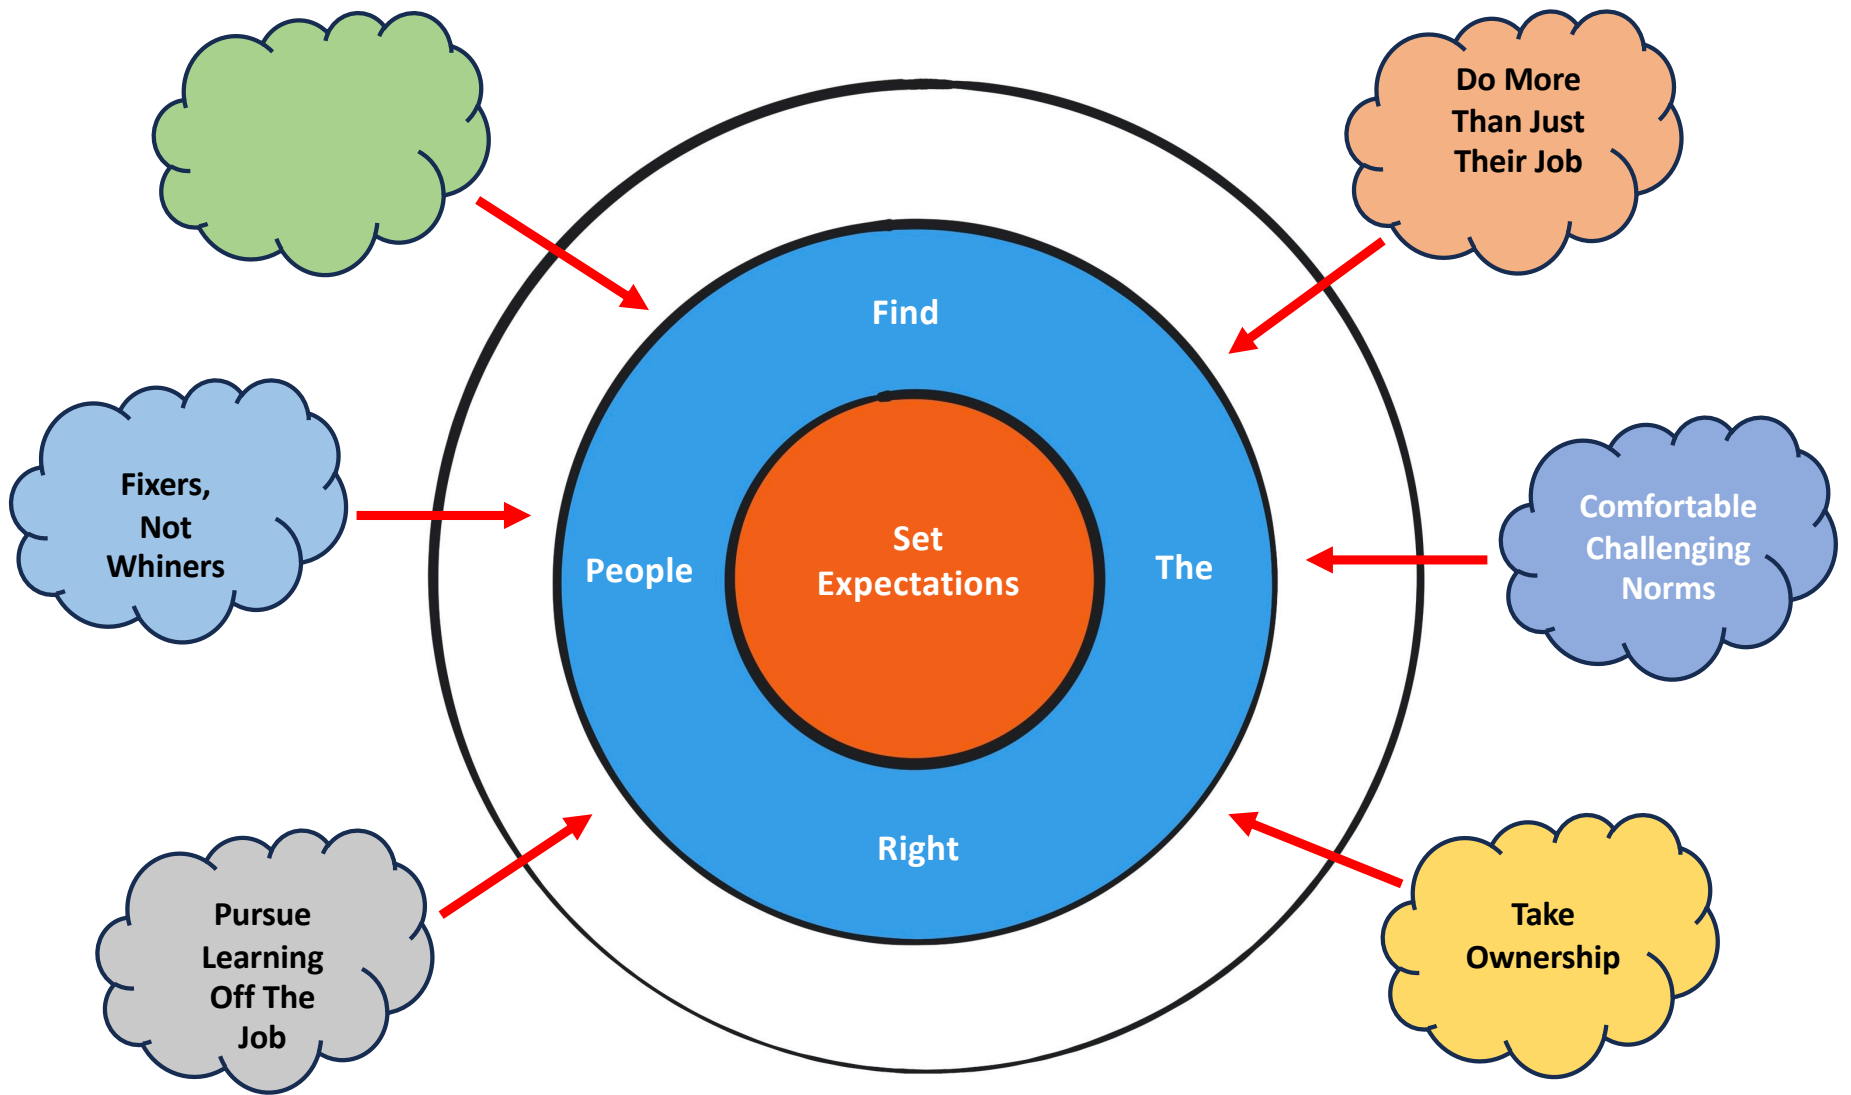 Do More
Than Just
Their Job
Find
Fixers,
Not
Whiners
People
Set
Expectations
The
Comfortable
Challenging
Norms
Right
Pursue
Learning
Off The
Job
Take
Ownership